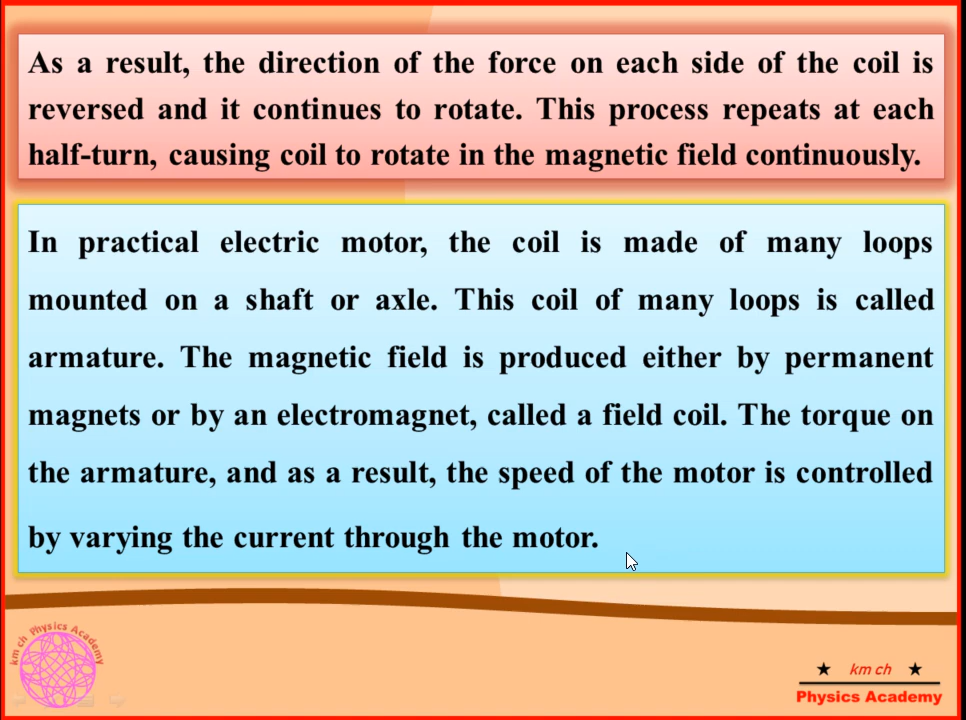 As a result, the direction of the force on each side of the coil is
reversed and it continues to rotate. This process repeats at each
half-turn, causing coil to rotate in the magnetic field continuously.
In practical electric motor, the coil is made of many loops
mounted on a shaft or axle. This coil of many loops is called
armature. The magnetic field is produced either by permanent
magnets or by an electromagnet, called a field coil. The torque on
the armature, and as a result, the speed of the motor is controlled
by varying the current through the motor.
km ch Physics Academy
★ km ch ★
Physics Academy